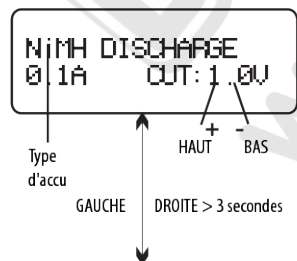 NiMH DISCHARGE
0.1A CUT: 1.0V
+ -
HAUT BAS
Type
d'accu
GAUCHE DROITE > 3 secondes